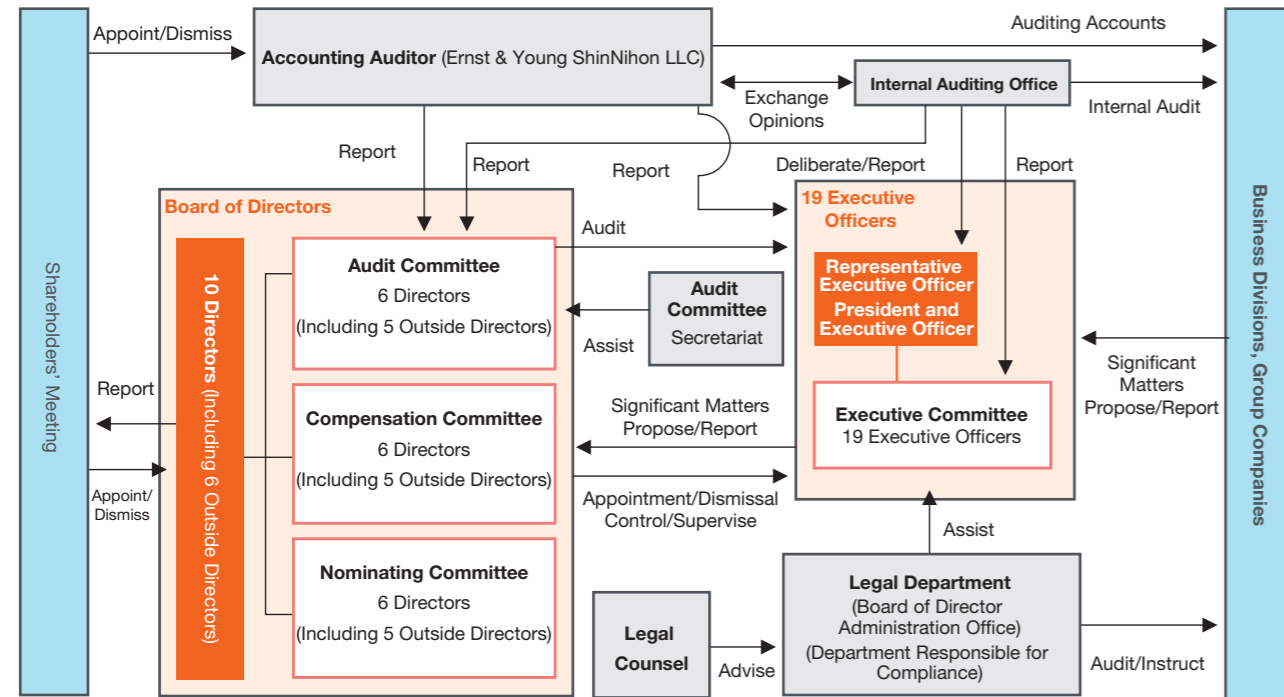 Shareholders' Meeting
Appoint/Dismiss
Accounting Auditor (Ernst & Young ShinNihon LLC)
Auditing Accounts
Exchange
Opinions
Internal Auditing Office
Internal Audit
Report
Report
Report
Deliberate/Report
Report
Board of Directors
10 Directors (Including 6 Outside Directors)
Audit Committee
6 Directors
(Including 5 Outside Directors)
Audit
Audit
Committee
Secretariat
Assist
19 Executive
Officers
Representative
Executive Officer
President and
Executive Officer
Executive Committee
19 Executive Officers
Significant
Matters
Propose/Report
Business Divisions, Group Companies
Report
Appoint/
Dismiss
Compensation Committee
6 Directors
(Including 5 Outside Directors)
Significant Matters
Propose/Report
Appointment/Dismissal
Control/Supervise
Nominating Committee
6 Directors
(Including 5 Outside Directors)
Assist
Legal
Counsel
Advise
Legal Department
(Board of Director
Administration Office)
(Department Responsible for
Compliance)
Audit/Instruct